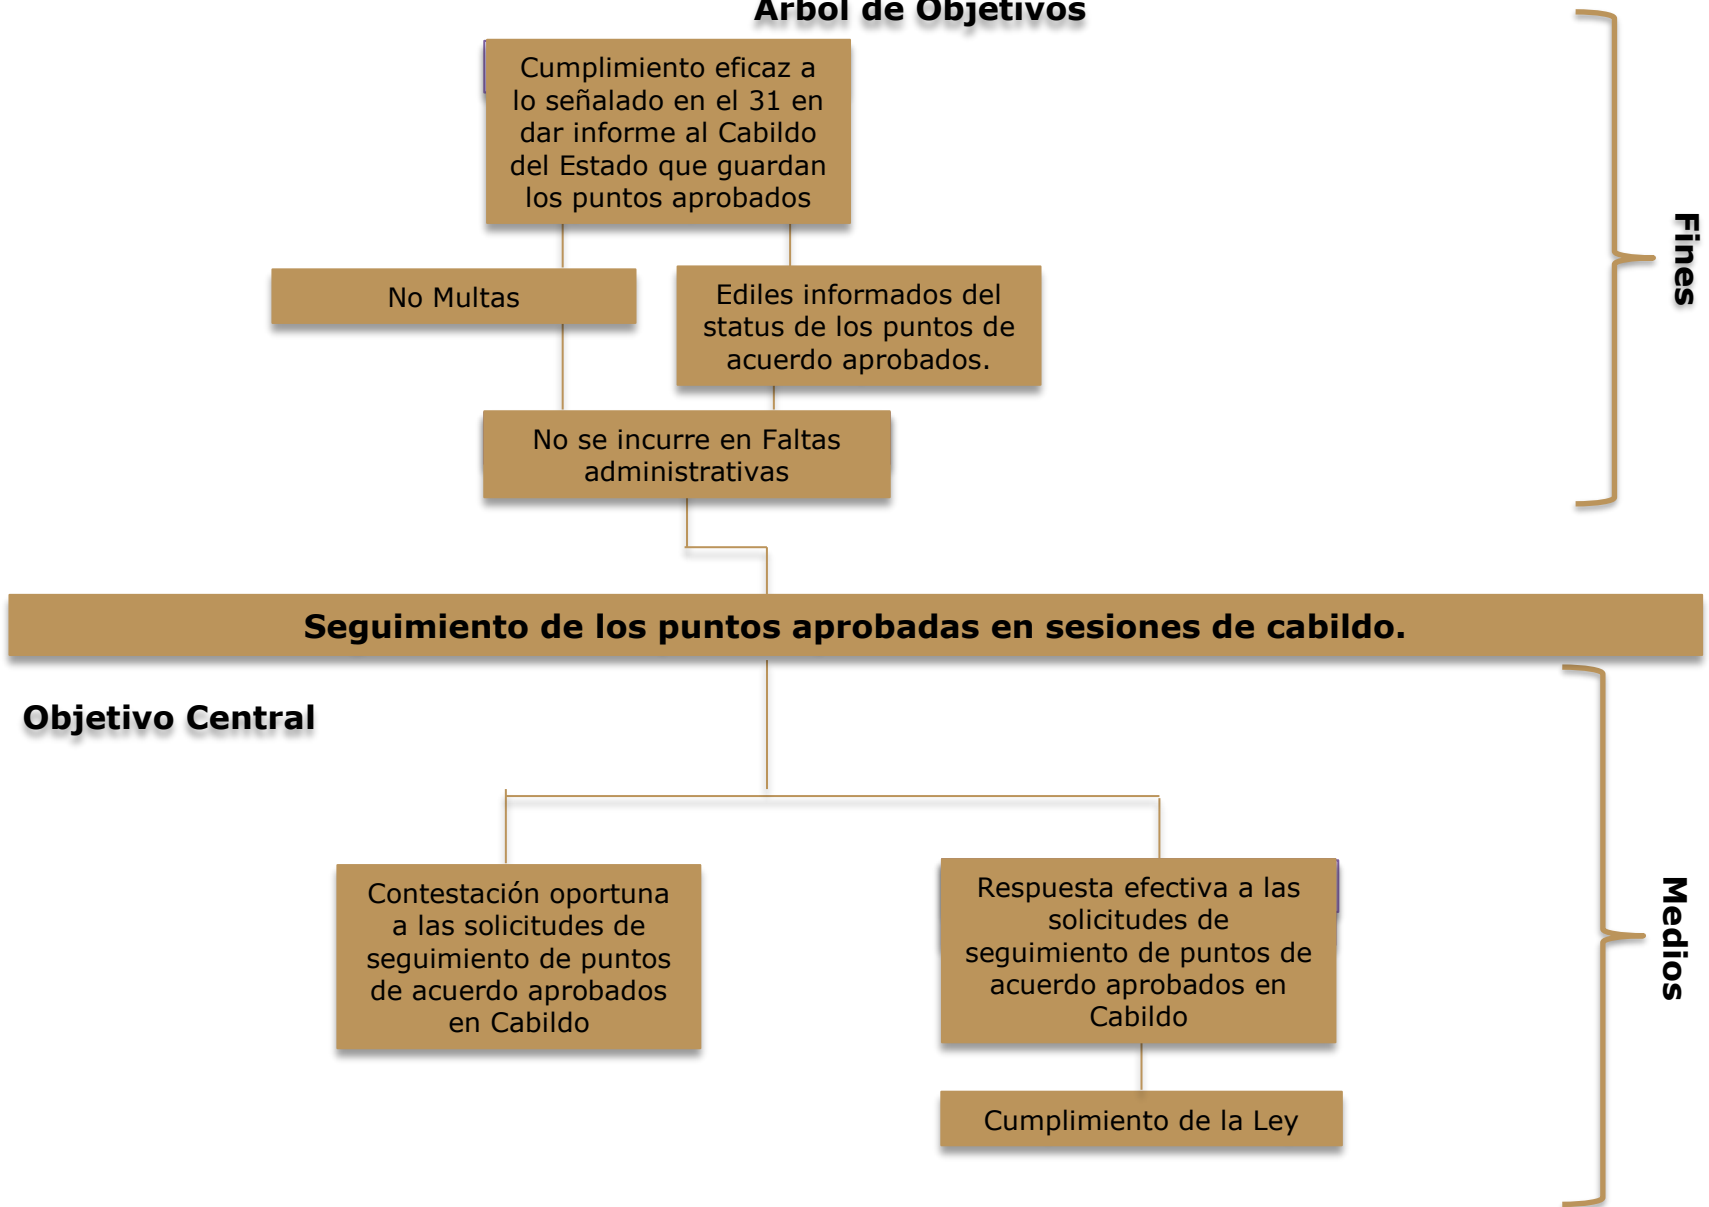 Árbol de Objetivos
Cumplimiento eficaz a
lo señalado en el 31 en
dar informe al Cabildo
del Estado que guardan
los puntos aprobados
No Multas
Ediles informados del
status de los puntos de
acuerdo aprobados.
No se incurre en Faltas
administrativas
Fines
Seguimiento de los puntos aprobadas en sesiones de cabildo.
Objetivo Central
Contestación oportuna
a las solicitudes de
seguimiento de puntos
de acuerdo aprobados
en Cabildo
Respuesta efectiva a las
solicitudes de
seguimiento de puntos de
acuerdo aprobados en
Cabildo
Cumplimiento de la Ley
Medios